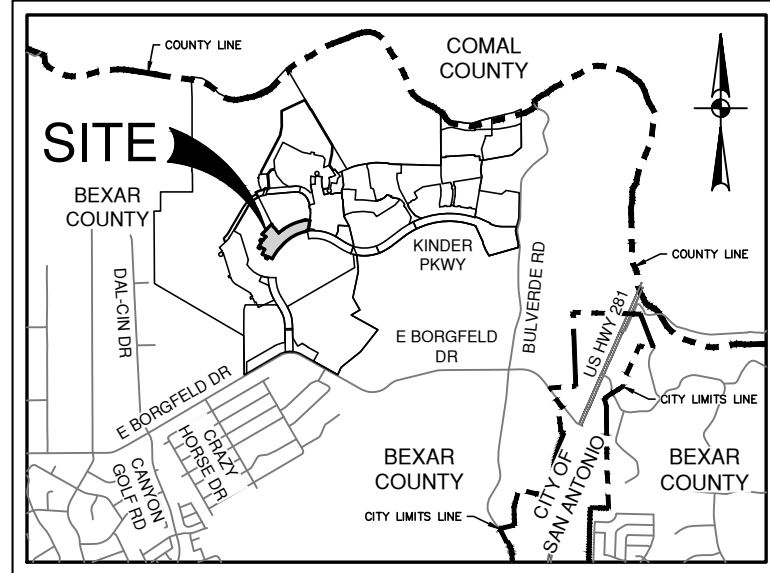 COUNTY LINE
COMAL
COUNTY
SITE
BEXAR
COUNTY
DAL-CIN DR
KINDER
PKWY
BULVERDE RD
COUNTY LINE
US HWY 281
E BORGFELD
DR
E BORGFELD DR
CITY LIMITS LINE
CRAZY
HORSE DR
CANYON
GOLF RD
BEXAR
COUNTY
CITY OF
SAN ANTONIO
BEXAR
COUNTY
CITY LIMITS LINE